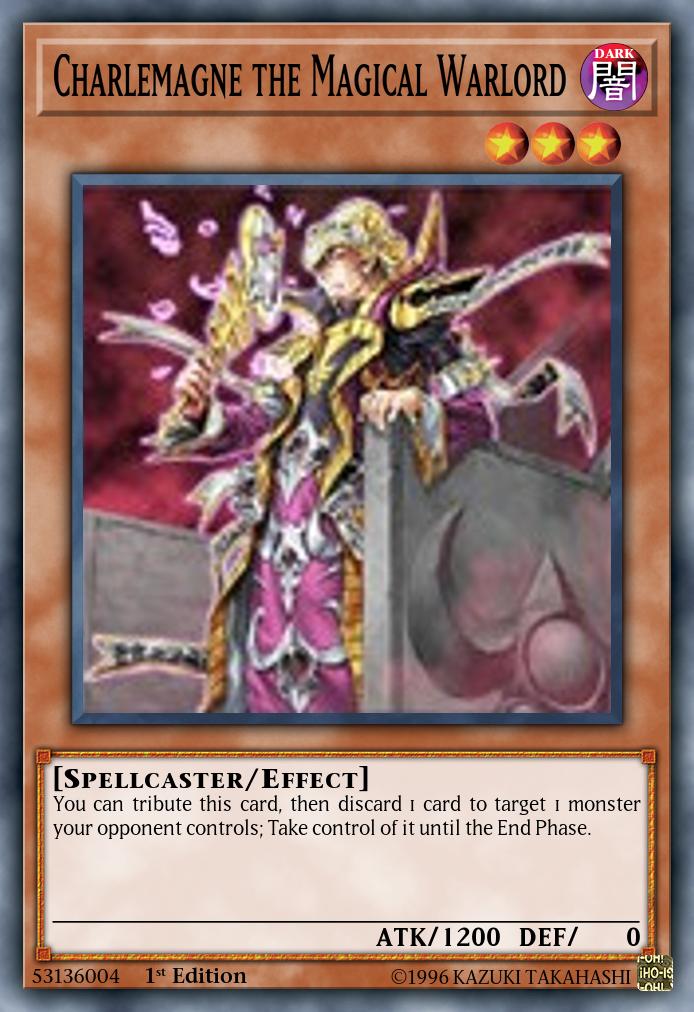 Charlemagne the Magical Warlord
DARK
闇
[Spellcaster/Effect]
You can tribute this card, then discard 1 card to target 1 monster
your opponent controls; Take control of it until the End Phase.
ATK/1200 DEF/ 0
53136004 1st Edition ©1996 KAZUKI TAKAHASHI